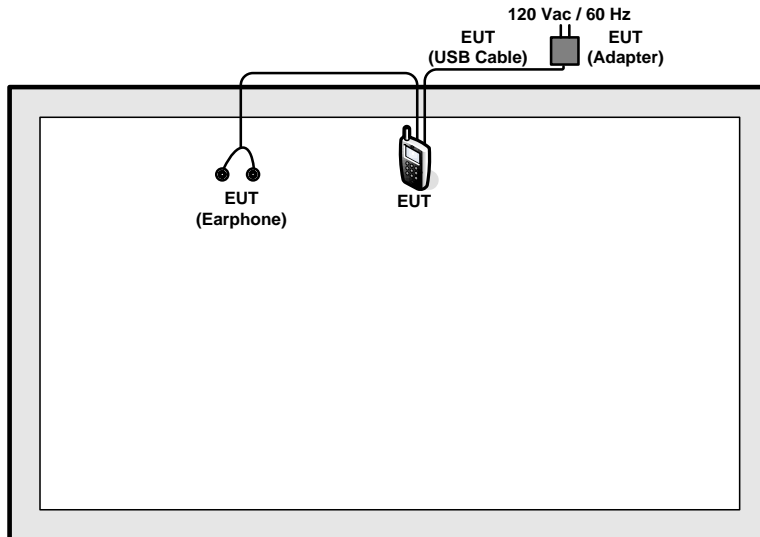 120 Vac / 60 Hz
EUT
(USB Cable)
EUT
(Adapter)
EUT
(Earphone)
EUT